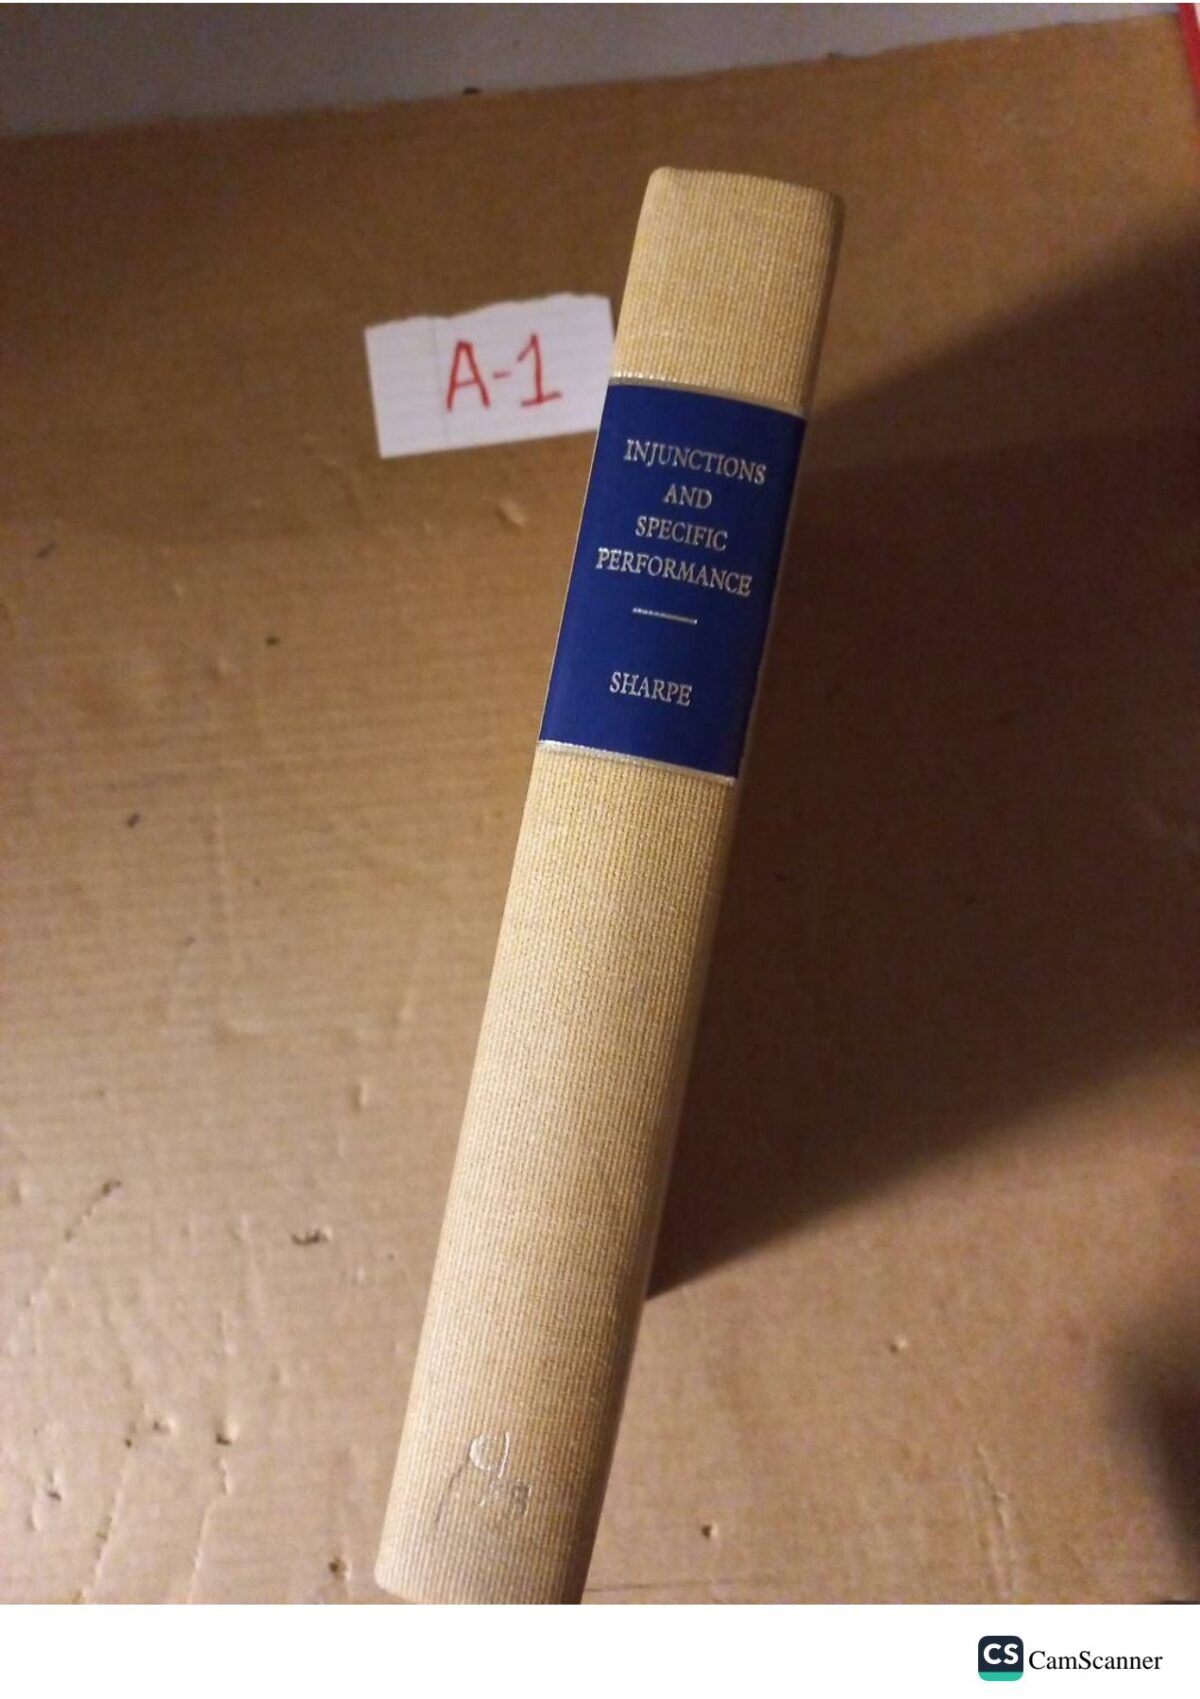 A-1
INJUNCTIONS
AND
SPECIFIC
PERFORMANCE
SHARPE
CS CamScanner